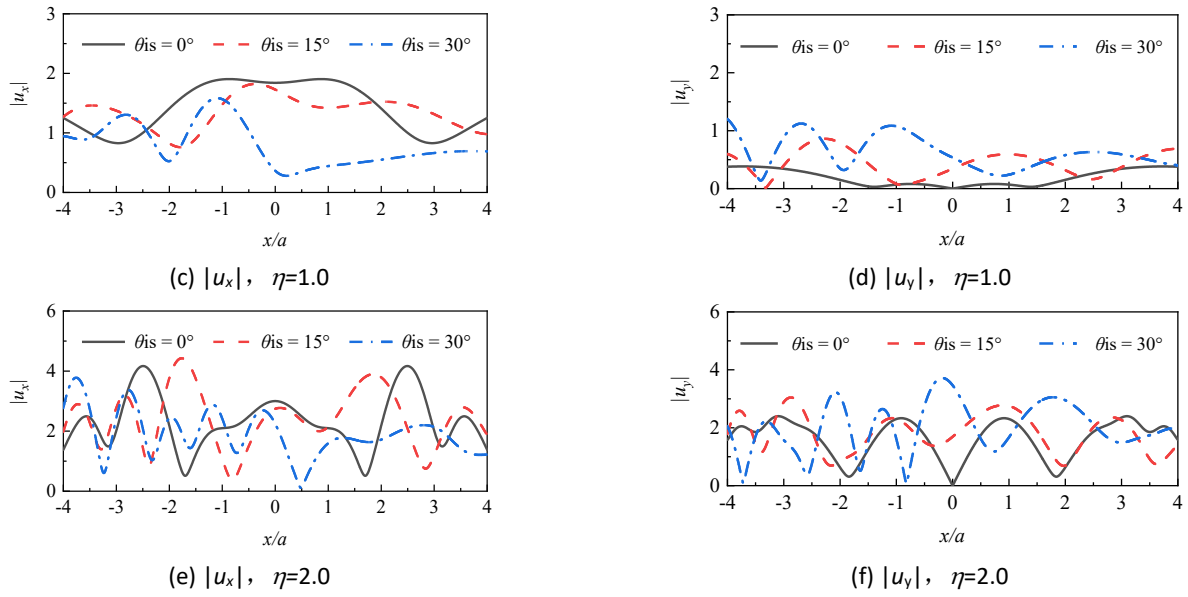 3
θis = 0° θis = 15° θis = 30°
2
|uₓ|
1
0
-4 -3 -2 -1 0 1 2 3 4
x/a
(c) |uₓ|， η=1.0
3
θis = 0° θis = 15° θis = 30°
2
|u_y|
1
0
-4 -3 -2 -1 0 1 2 3 4
x/a
(d) |u_y|， η=1.0
6
θis = 0° θis = 15° θis = 30°
4
|uₓ|
2
0
-4 -3 -2 -1 0 1 2 3 4
x/a
(e) |uₓ|， η=2.0
6
θis = 0° θis = 15° θis = 30°
4
|u_y|
2
0
-4 -3 -2 -1 0 1 2 3 4
x/a
(f) |u_y|， η=2.0